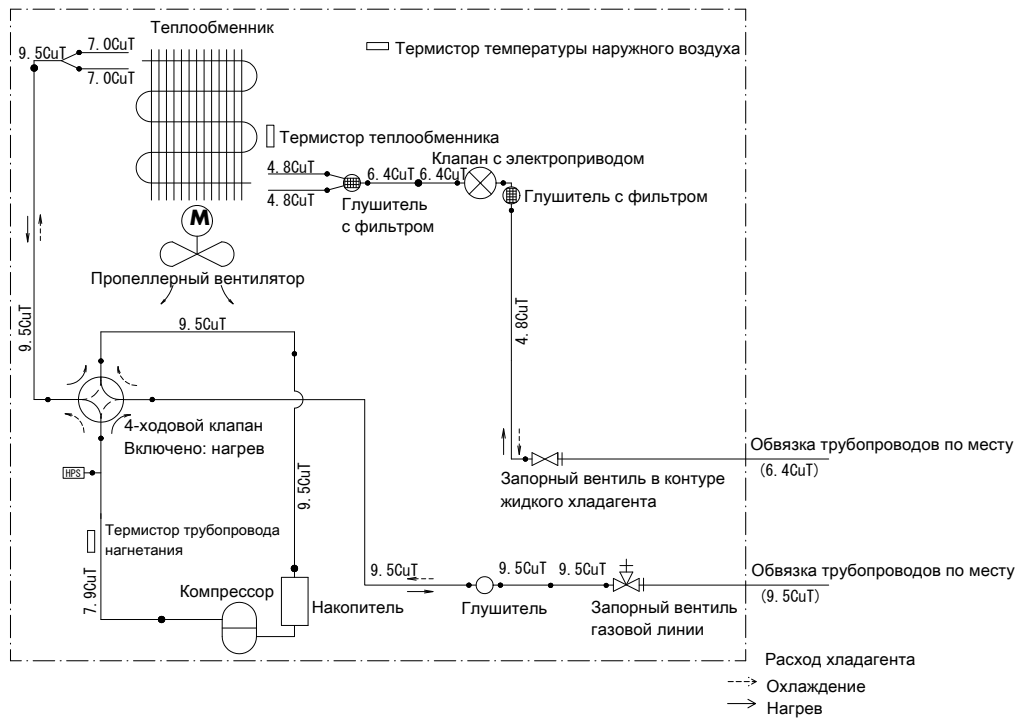 Теплообменник
9. 5CuT
7. 0CuT
7. 0CuT
Термистор температуры наружного воздуха
Термистор теплообменника
Клапан с электроприводом
4. 8CuT
6. 4CuT
6. 4CuT
4. 8CuT
Глушитель
с фильтром
Глушитель с фильтром
M
Пропеллерный вентилятор
9. 5CuT
9. 5CuT
4. 8CuT
4-ходовой клапан
Включено: нагрев
HPS
9. 5CuT
Обвязка трубопроводов по месту
(6. 4CuT)
Запорный вентиль в контуре
жидкого хладагента
Термистор трубопровода
нагнетания
7. 9CuT
Компрессор
Накопитель
9. 5CuT
9. 5CuT
9. 5CuT
Глушитель
Запорный вентиль
газовой линии
Обвязка трубопроводов по месту
(9. 5CuT)
Расход хладагента
Охлаждение
Нагрев